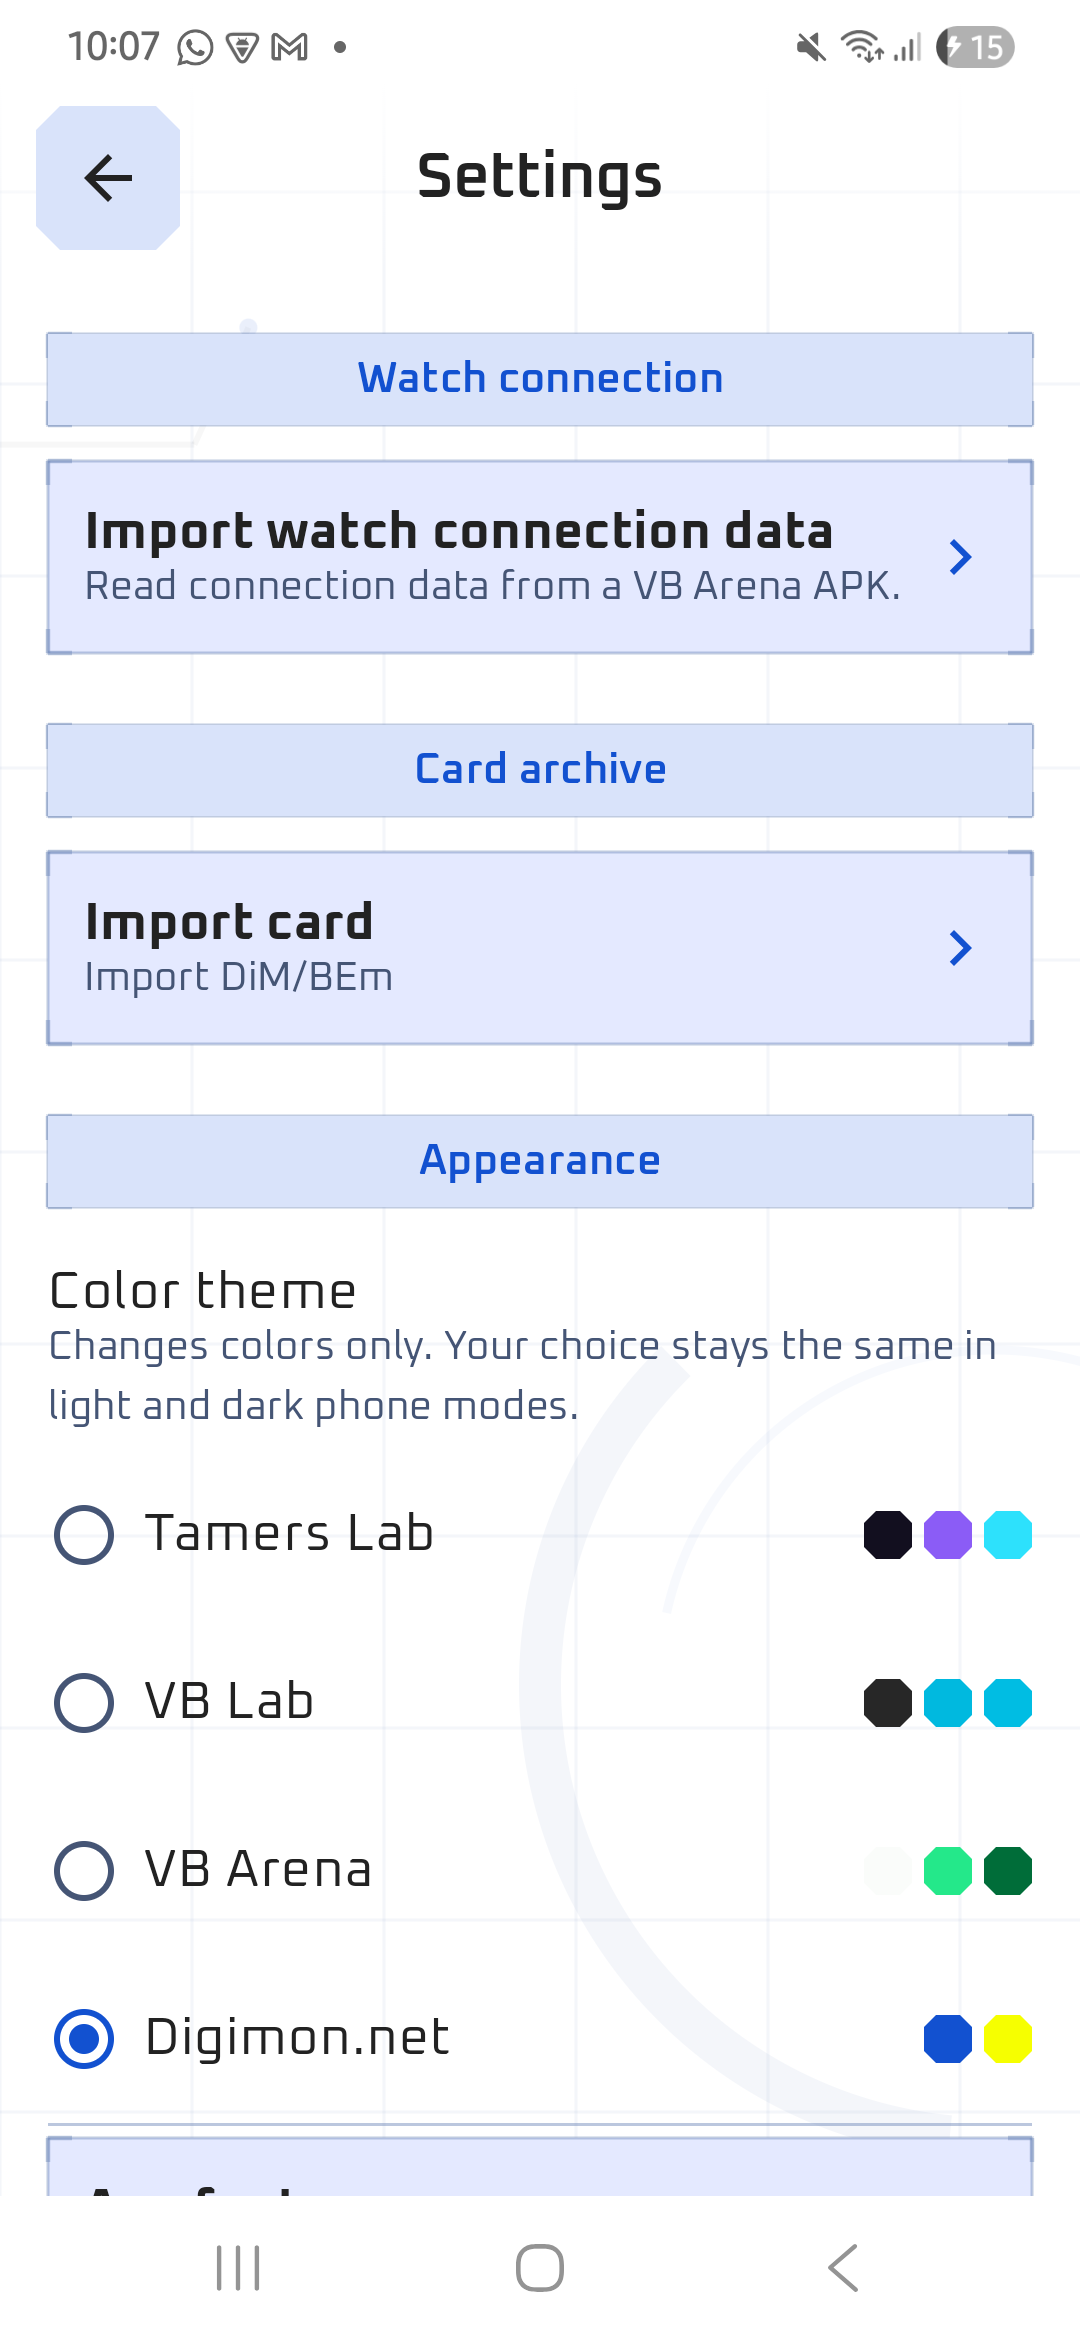 10:07
15
Settings
Watch connection
Import watch connection data
Read connection data from a VB Arena APK.
Card archive
Import card
Import DiM/BEm
Appearance
Color theme
Changes colors only. Your choice stays the same in
light and dark phone modes.
Tamers Lab
VB Lab
VB Arena
Digimon.net